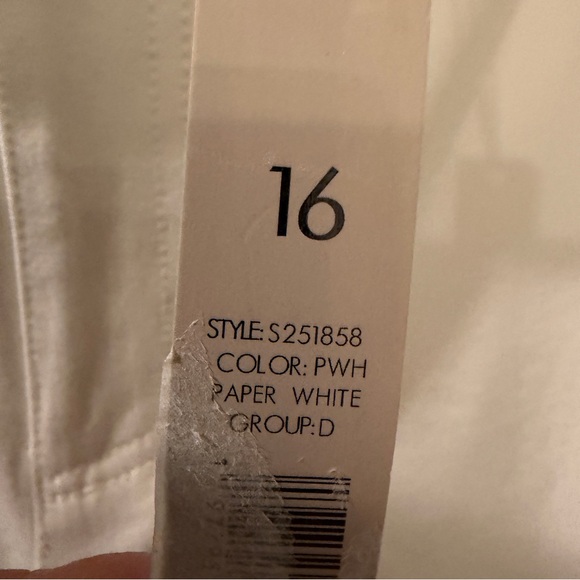 16
STYLE: S251858
COLOR: PWH
PAPER WHITE
GROUP: D